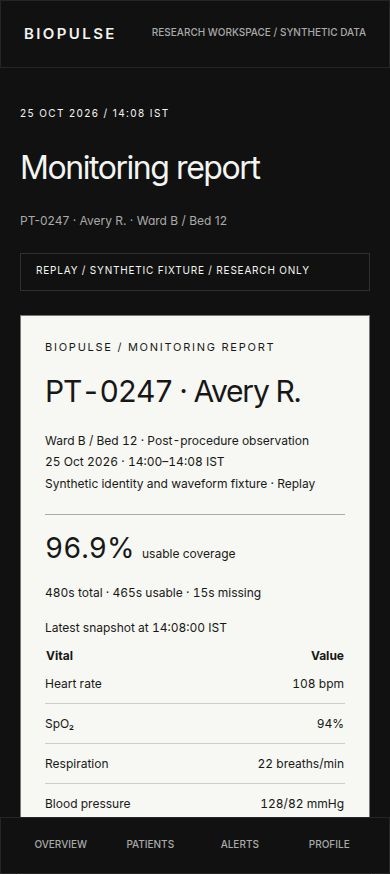 BIOPULSE
RESEARCH WORKSPACE / SYNTHETIC DATA
25 OCT 2026 / 14:08 IST
Monitoring report
PT-0247 · Avery R. · Ward B / Bed 12
REPLAY / SYNTHETIC FIXTURE / RESEARCH ONLY
BIOPULSE / MONITORING REPORT
PT-0247 · Avery R.
Ward B / Bed 12 · Post-procedure observation
25 Oct 2026 · 14:00–14:08 IST
Synthetic identity and waveform fixture · Replay
96.9% usable coverage
480s total · 465s usable · 15s missing
Latest snapshot at 14:08:00 IST
Vital Value
Heart rate 108 bpm
SpO₂ 94%
Respiration 22 breaths/min
Blood pressure 128/82 mmHg
OVERVIEW PATIENTS ALERTS PROFILE